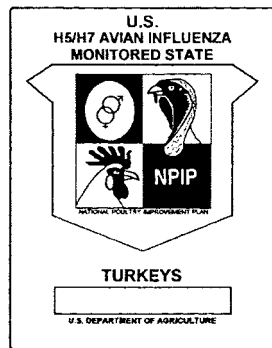 U.S.
H5/H7 AVIAN INFLUENZA
MONITORED STATE
NPIP
NATIONAL POULTRY IMPROVEMENT PLAN
TURKEYS
U.S. DEPARTMENT OF AGRICULTURE